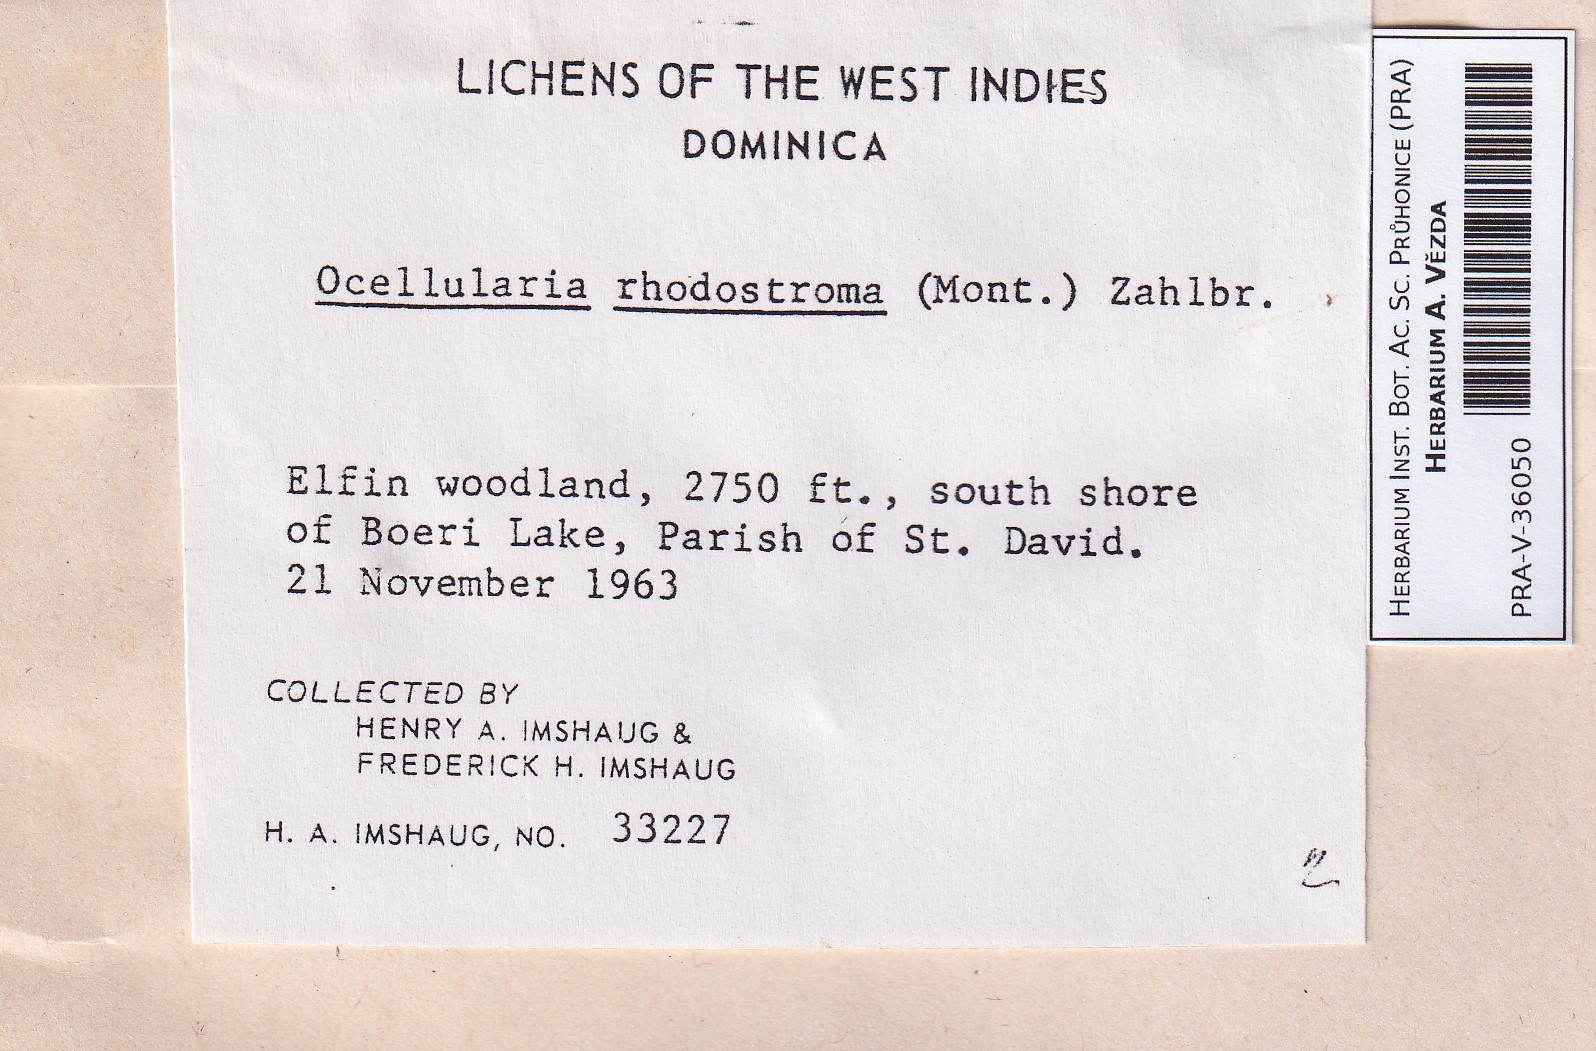 LICHENS OF THE WEST INDIES
DOMINICA
Ocellularia rhodostroma (Mont.) Zahlbr.
Elfin woodland, 2750 ft., south shore
of Boeri Lake, Parish of St. David.
21 November 1963
COLLECTED BY
HENRY A. IMSHAUG &
FREDERICK H. IMSHAUG
H. A. IMSHAUG, NO. 33227
HERBARIUM INST. BOT. AC. SC. PRŮHONICE (PRA)
HERBARIUM A. VĚZDA
PRA-V-36050